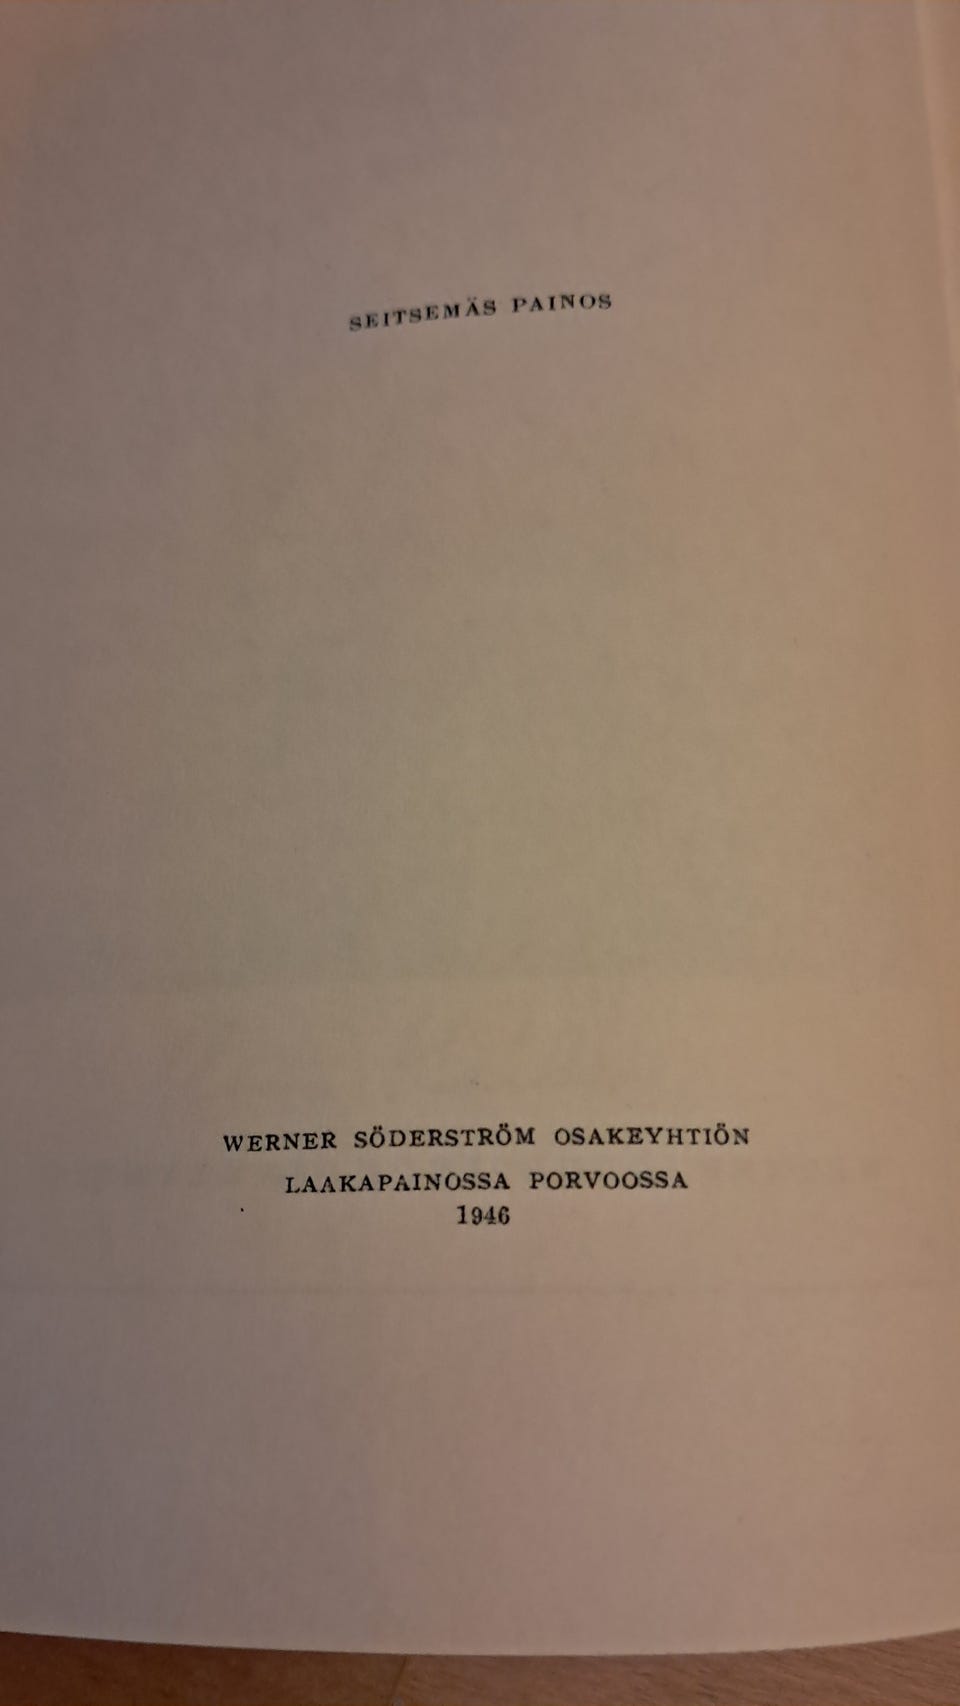 SEITSEMÄS PAINOS
WERNER SÖDERSTRÖM OSAKEYHTIÖN
LAAKAPAINOSSA PORVOOSSA
1946